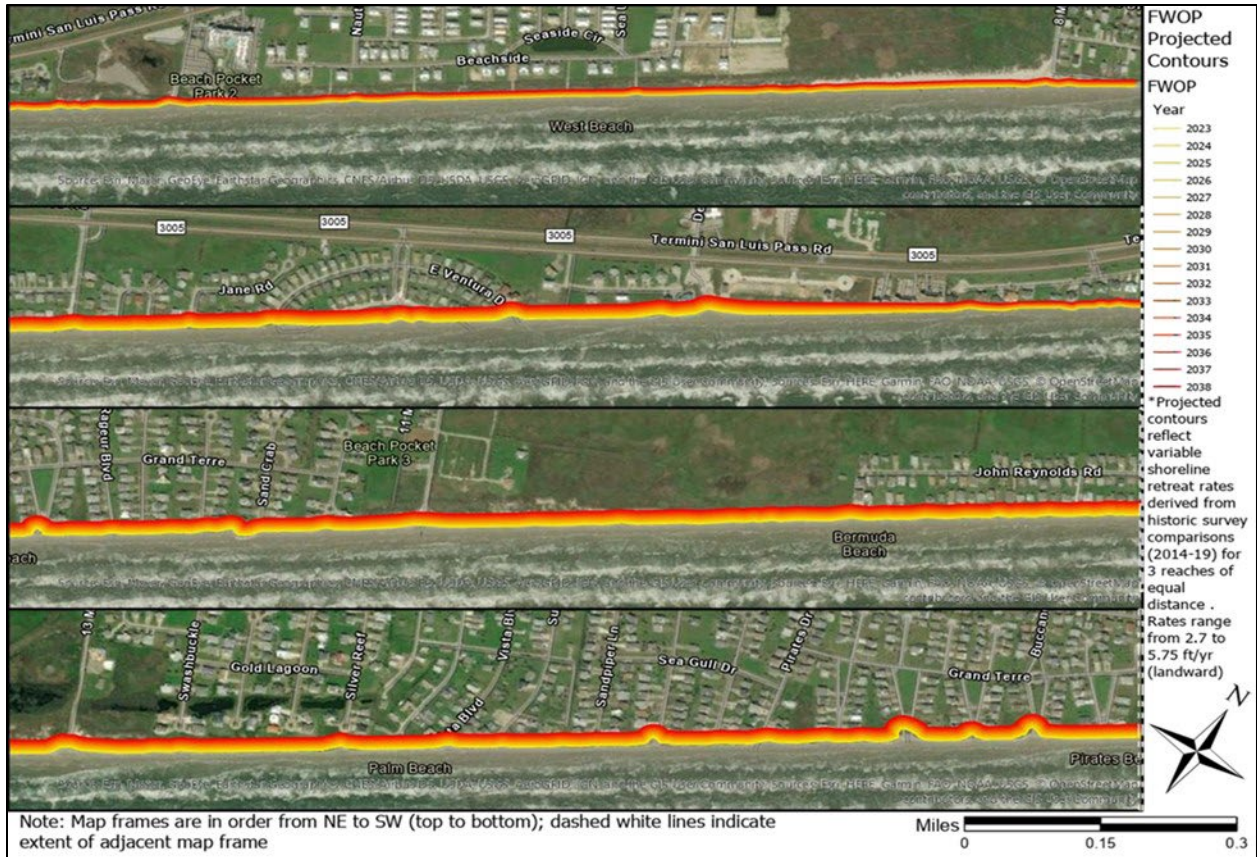 FWOP
Projected
Contours
FWOP
Year
2023
2024
2025
2026
2027
2028
2029
2030
2031
2032
2033
2034
2035
2036
2037
2038
*Projected
contours
reflect
variable
shoreline
retreat rates
derived from
historic survey
comparisons
(2014-19) for
3 reaches of
equal
distance .
Rates range
from 2.7 to
5.75 ft/yr
(landward)
N
Termini San Luis Pass
Seaside Cir
Beachside
Beach Pocket
Park 2
West Beach
3005
3005
3005
3005
Termini San Luis Pass Rd
Jane Rd
E Ventura D
Grand Terre
Sand Crab
Beach Pocket
Park 3
John Reynolds Rd
Bermuda
Beach
Swashbuckle
Gold Lagoon
Silver Reef
Vista Bl
Sandpiper Ln
Sea Gull Dr
Pirates Dr
Grand Terre
Buccan
Palm Beach
Pirates Be
Note: Map frames are in order from NE to SW (top to bottom); dashed white lines indicate
extent of adjacent map frame
Miles
0 0.15 0.3